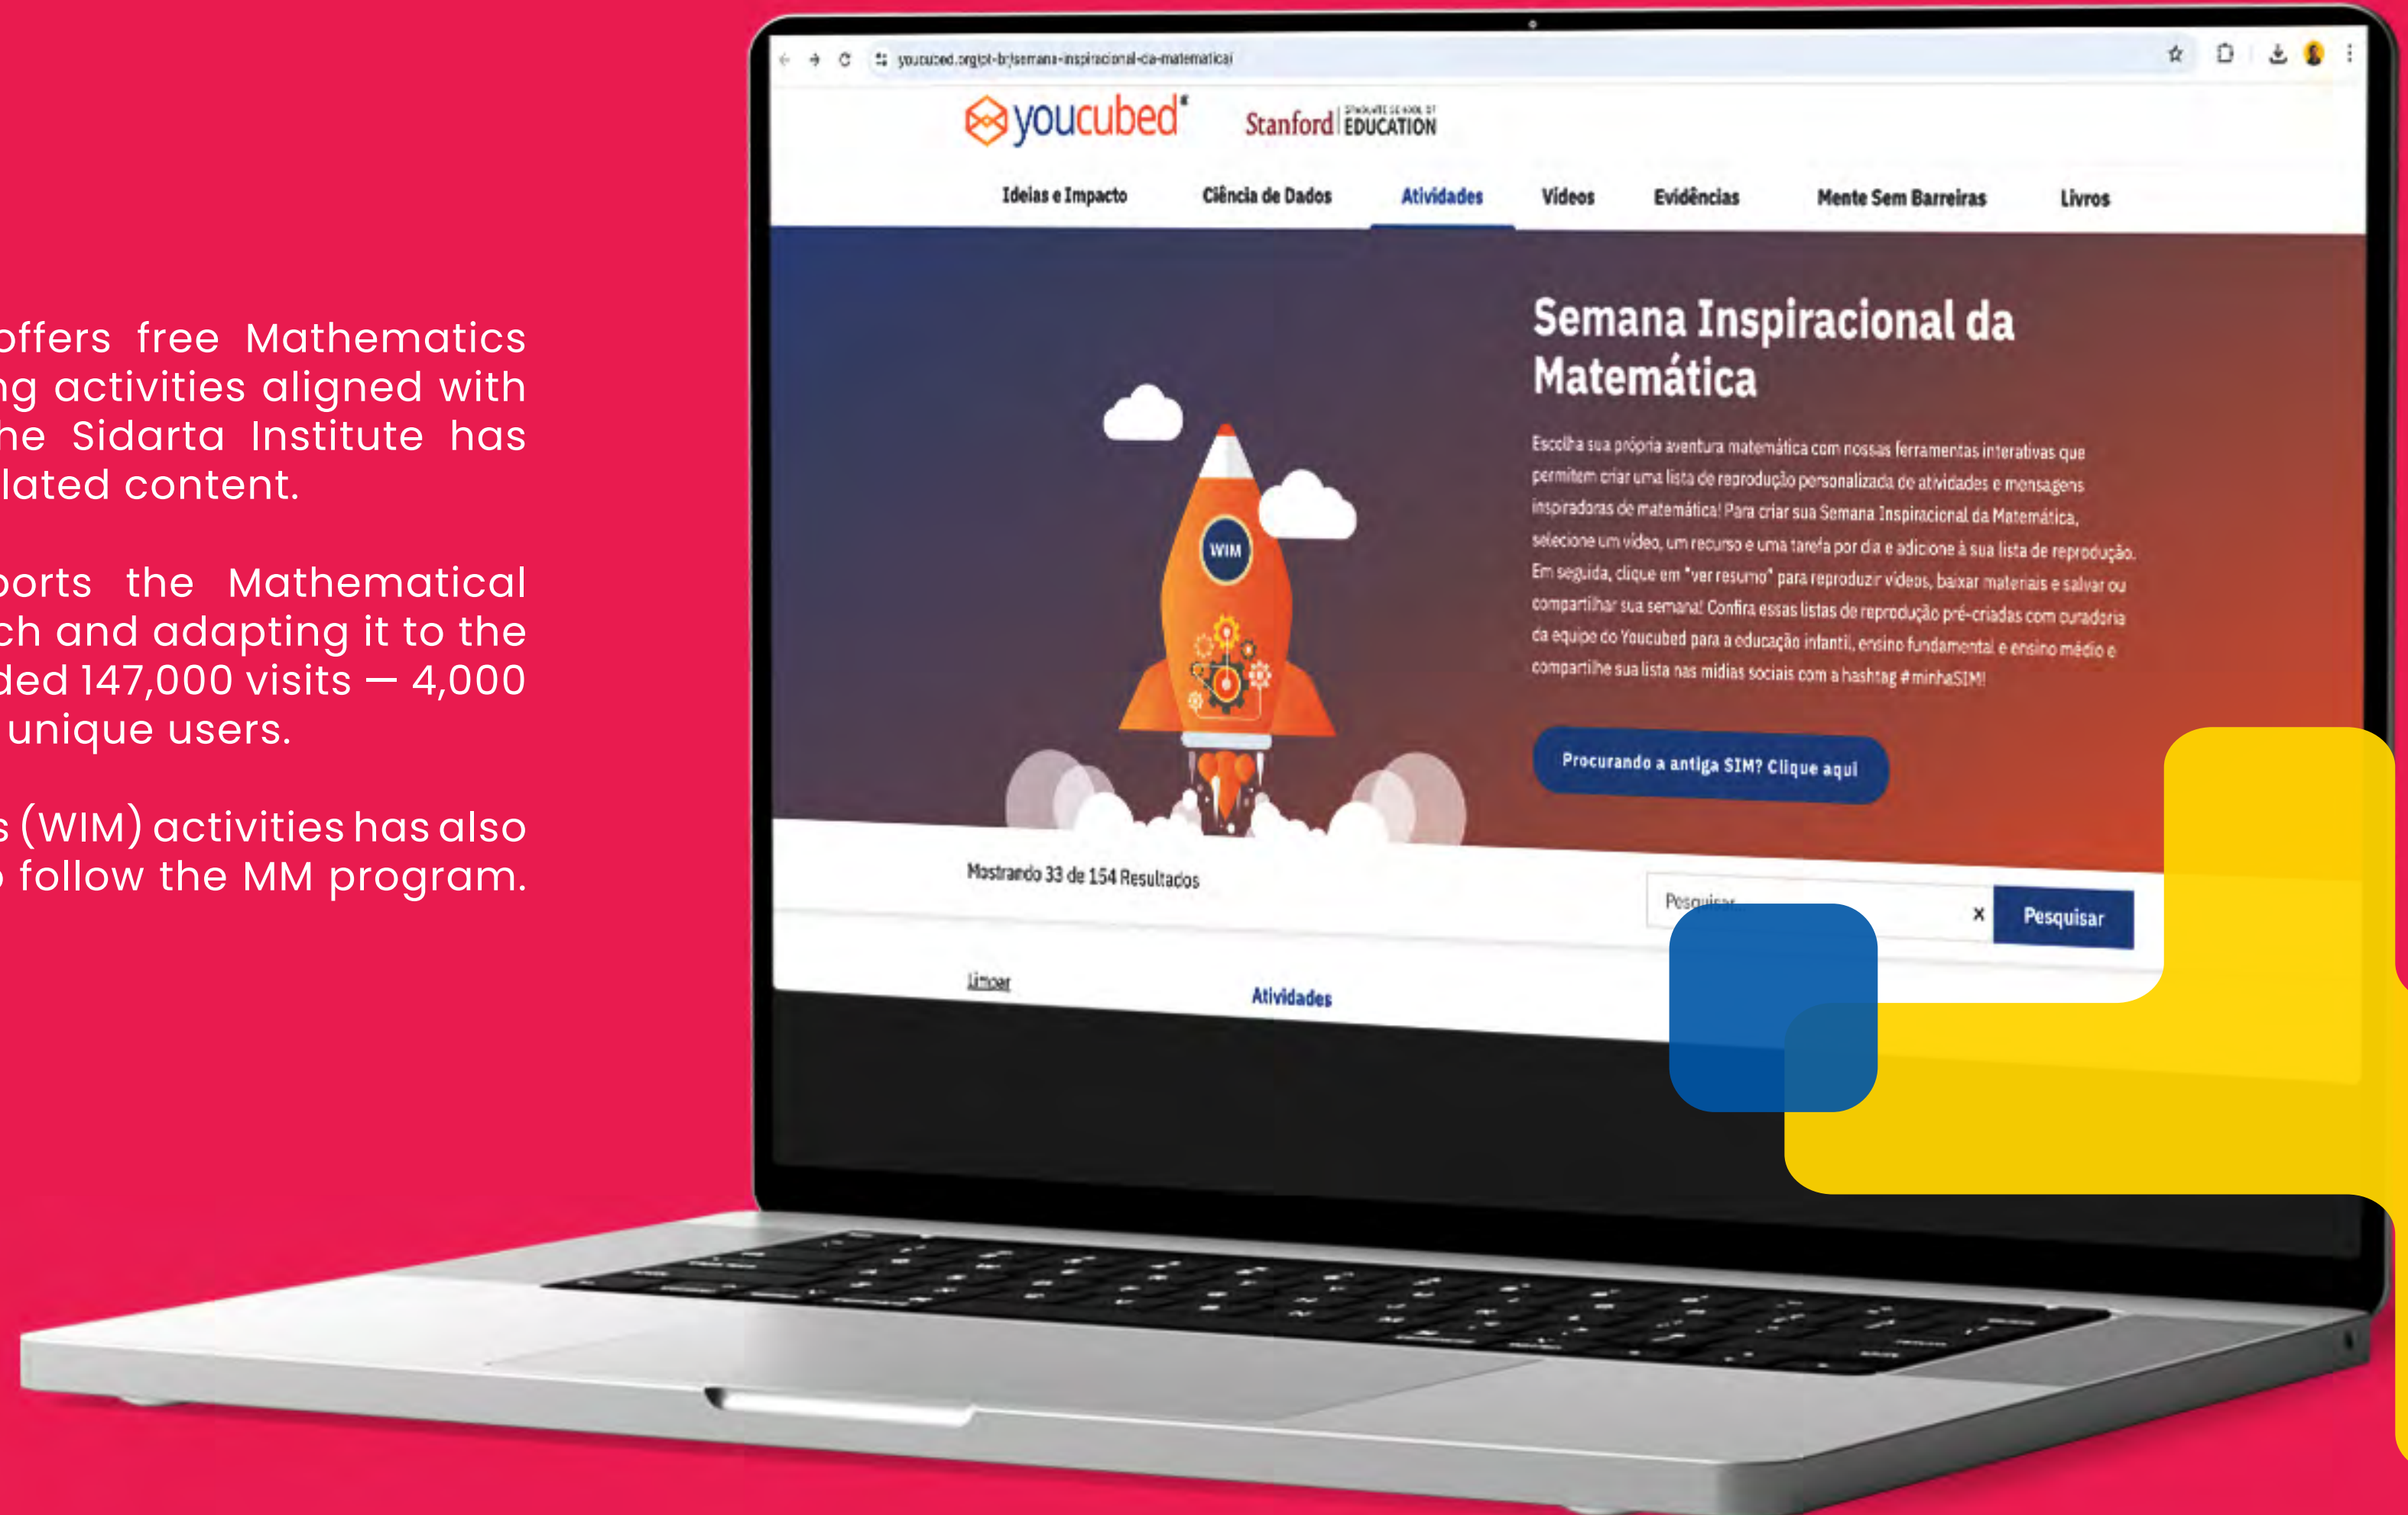 offers free Mathematics
ng activities aligned with
he Sidarta Institute has
lated content.
ports the Mathematical
ch and adapting it to the
ded 147,000 visits — 4,000
unique users.
s (WIM) activities has also
o follow the MM program.
youcubed.org/pt-br/semana-inspiracional-da-matematica/
youcubed
Stanford GRADUATE SCHOOL OF
EDUCATION
Ideias e Impacto Ciência de Dados Atividades Vídeos Evidências Mente Sem Barreiras Livros
Semana Inspiracional da
Matemática
Escolha sua própria aventura matemática com nossas ferramentas interativas que
permitem criar uma lista de reprodução personalizada de atividades e mensagens
inspiradoras de matemática! Para criar sua Semana Inspiracional da Matemática,
selecione um vídeo, um recurso e uma tarefa por dia e adicione à sua lista de reprodução.
Em seguida, clique em "ver resumo" para reproduzir vídeos, baixar materiais e salvar ou
compartilhar sua semana! Confira essas listas de reprodução pré-criadas com curadoria
da equipe do Youcubed para a educação infantil, ensino fundamental e ensino médio e
compartilhe sua lista nas mídias sociais com a hashtag #minhaSIM!
WIM
Procurando a antiga SIM? Clique aqui
Mostrando 33 de 154 Resultados
Pesquisar... x Pesquisar
Limpar
Atividades